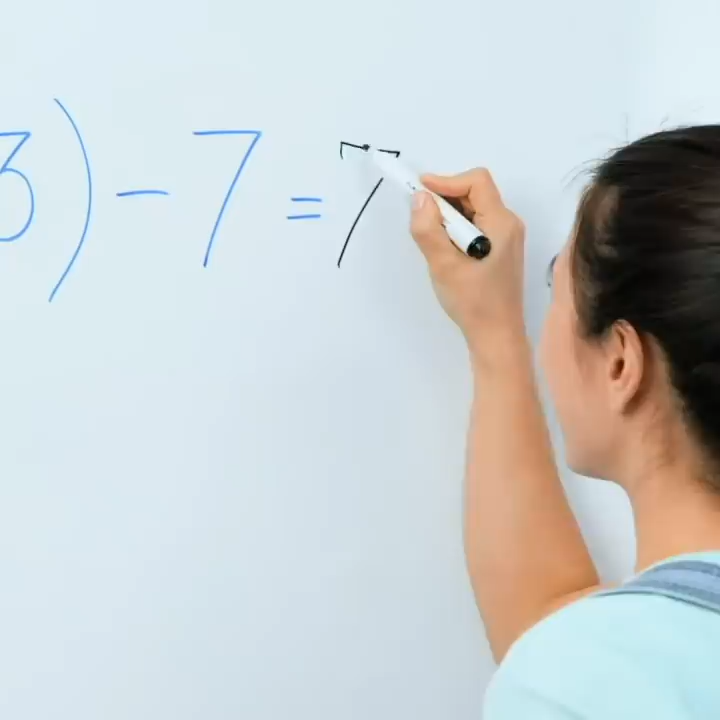 3) - 7 = 7